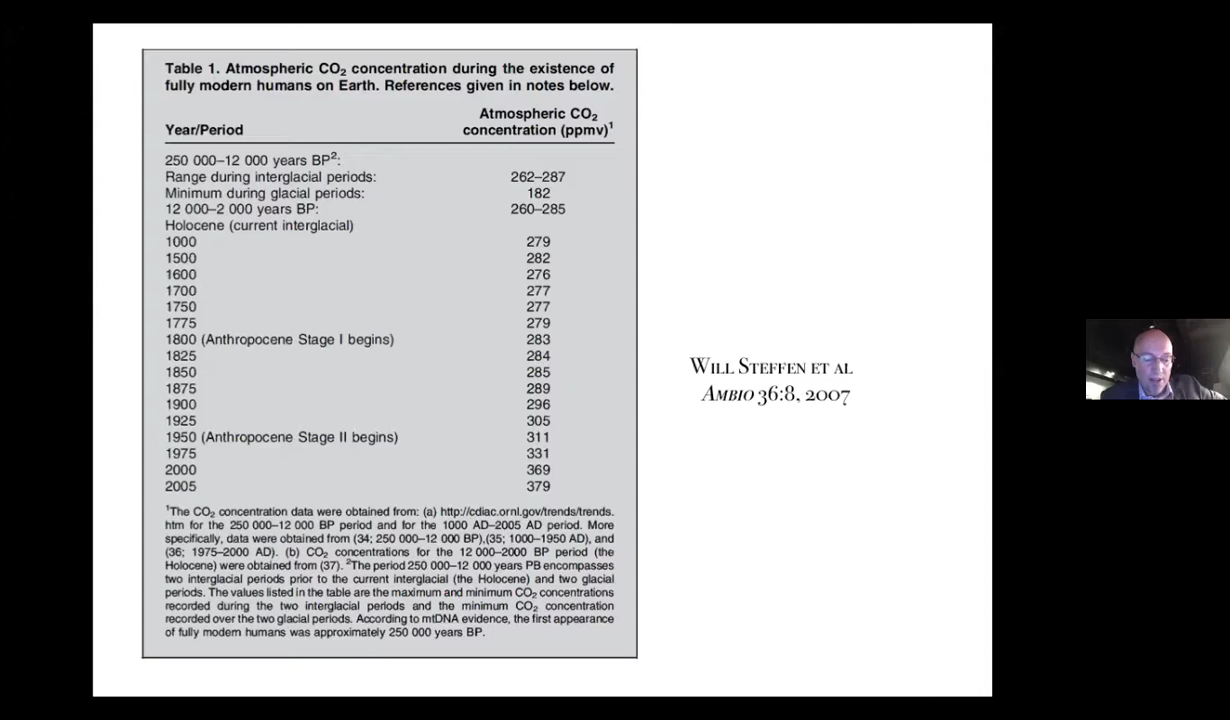 Table 1. Atmospheric CO2 concentration during the existence of
fully modern humans on Earth. References given in notes below.
Atmospheric CO2
Year/Period concentration (ppmv)1
250 000–12 000 years BP2:
Range during interglacial periods: 262–287
Minimum during glacial periods: 182
12 000–2 000 years BP: 260–285
Holocene (current interglacial)
1000 279
1500 282
1600 276
1700 277
1750 277
1775 279
1800 (Anthropocene Stage I begins) 283
1825 284
1850 285
1875 289
1900 296
1925 305
1950 (Anthropocene Stage II begins) 311
1975 331
2000 369
2005 379
1The CO2 concentration data were obtained from: (a) http://cdiac.ornl.gov/trends/trends.
htm for the 250 000–12 000 BP period and for the 1000 AD–2005 AD period. More
specifically, data were obtained from (34; 250 000–12 000 BP),(35; 1000–1950 AD), and
(36; 1975–2000 AD). (b) CO2 concentrations for the 12 000–2000 BP period (the
Holocene) were obtained from (37). 2The period 250 000–12 000 years PB encompasses
two interglacial periods prior to the current interglacial (the Holocene) and two glacial
periods. The values listed in the table are the maximum and minimum CO2 concentrations
recorded during the two interglacial periods and the minimum CO2 concentration
recorded over the two glacial periods. According to mtDNA evidence, the first appearance
of fully modern humans was approximately 250 000 years BP.
Will Steffen et al
Ambio 36:8, 2007